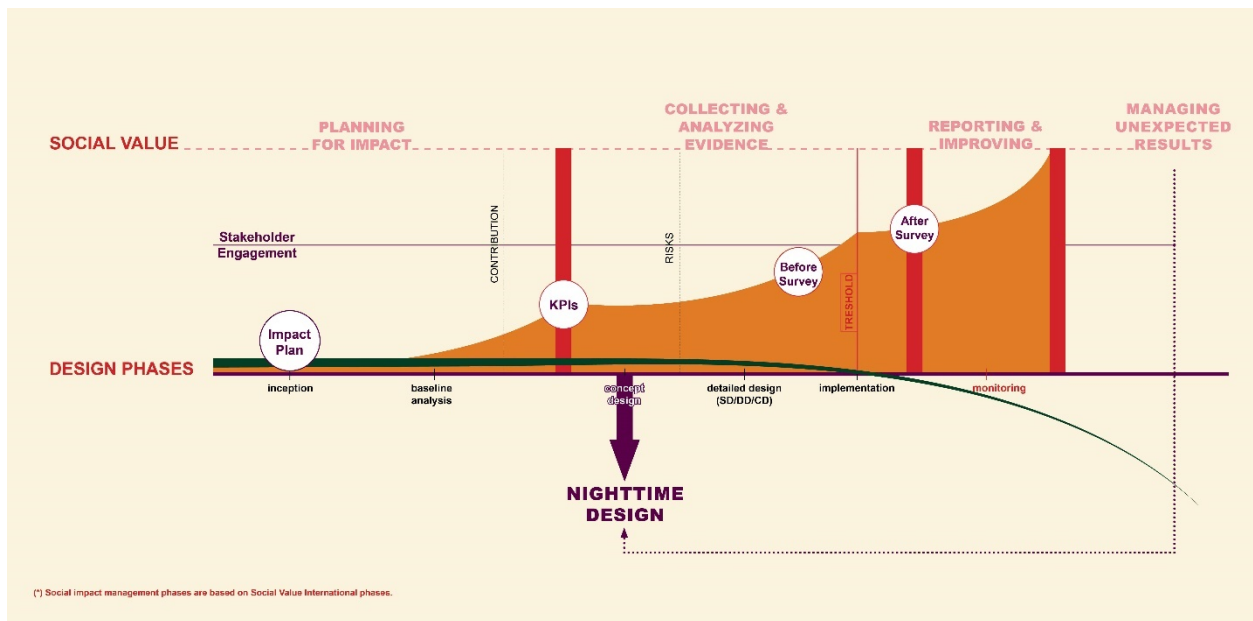 PLANNING
FOR IMPACT
COLLECTING &
ANALYZING
EVIDENCE
REPORTING &
IMPROVING
MANAGING
UNEXPECTED
RESULTS
SOCIAL VALUE
Stakeholder
Engagement
CONTRIBUTION
RISKS
TRESHOLD
Impact
Plan
KPIs
Before
Survey
After
Survey
DESIGN PHASES
inception
baseline
analysis
concept
design
detailed design
(SD/DD/CD)
implementation
monitoring
NIGHTTIME
DESIGN
(*) Social impact management phases are based on Social Value International phases.